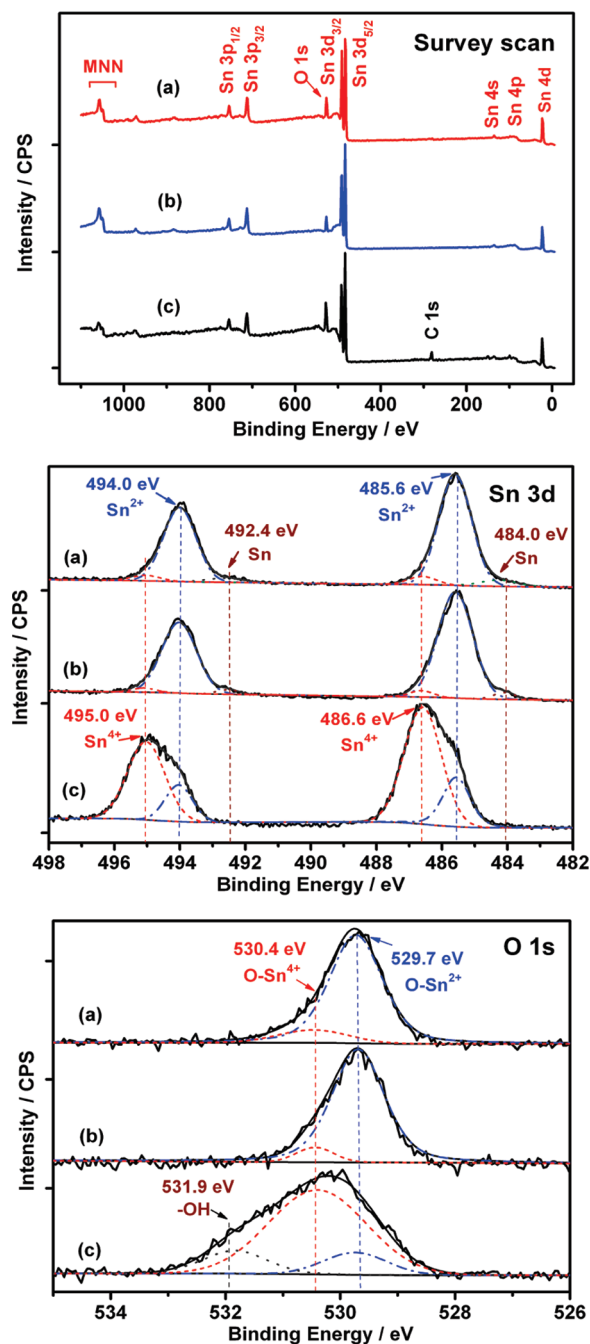 Survey scan
MNN
Sn 3p1/2
Sn 3p3/2
O 1s
Sn 3d3/2
Sn 3d5/2
Sn 4s
Sn 4p
Sn 4d
(a)
(b)
(c)
C 1s
Intensity / CPS
1000 800 600 400 200 0
Binding Energy / eV
Sn 3d
494.0 eV
Sn2+
492.4 eV
Sn
485.6 eV
Sn2+
484.0 eV
Sn
(a)
(b)
495.0 eV
Sn4+
486.6 eV
Sn4+
(c)
Intensity / CPS
498 496 494 492 490 488 486 484 482
Binding Energy / eV
O 1s
530.4 eV
O-Sn4+
529.7 eV
O-Sn2+
(a)
(b)
531.9 eV
-OH
(c)
Intensity / CPS
534 532 530 528 526
Binding Energy / eV